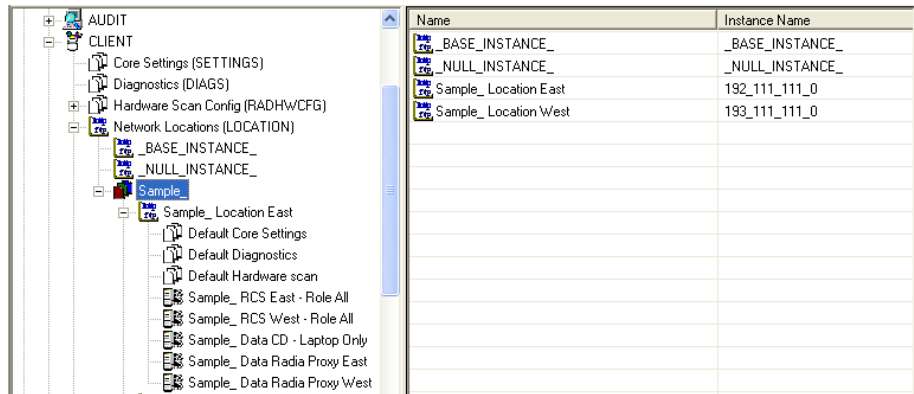 AUDIT
CLIENT
Core Settings (SETTINGS)
Diagnostics (DIAGS)
Hardware Scan Config (RADHWCFG)
Network Locations (LOCATION)
_BASE_INSTANCE_
_NULL_INSTANCE_
Sample_
Sample_ Location East
Default Core Settings
Default Diagnostics
Default Hardware scan
Sample_ RCS East - Role All
Sample_ RCS West - Role All
Sample_ Data CD - Laptop Only
Sample_ Data Radia Proxy East
Sample_ Data Radia Proxy West
Name Instance Name
_BASE_INSTANCE_ _BASE_INSTANCE_
_NULL_INSTANCE_ _NULL_INSTANCE_
Sample_ Location East 192_111_111_0
Sample_ Location West 193_111_111_0